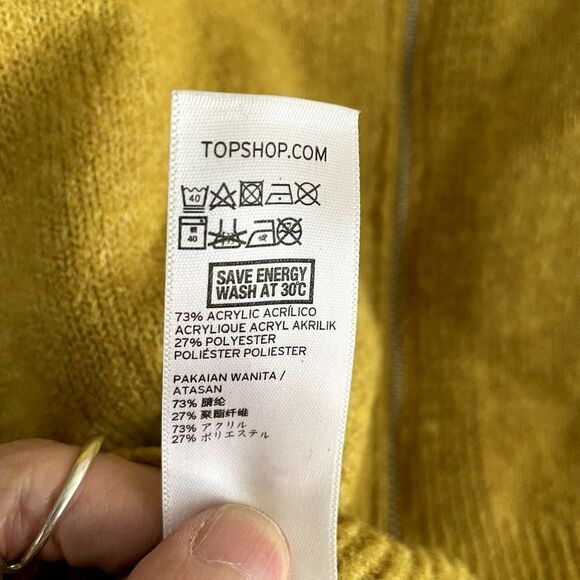 TOPSHOP.COM
40
40
SAVE ENERGY
WASH AT 30°C
73% ACRYLIC ACRÍLICO
ACRYLIQUE ACRYL AKRILIK
27% POLYESTER
POLIÉSTER POLIESTER
PAKAIAN WANITA /
ATASAN
73% 腈纶
27% 聚酯纤维
73% アクリル
27% ポリエステル